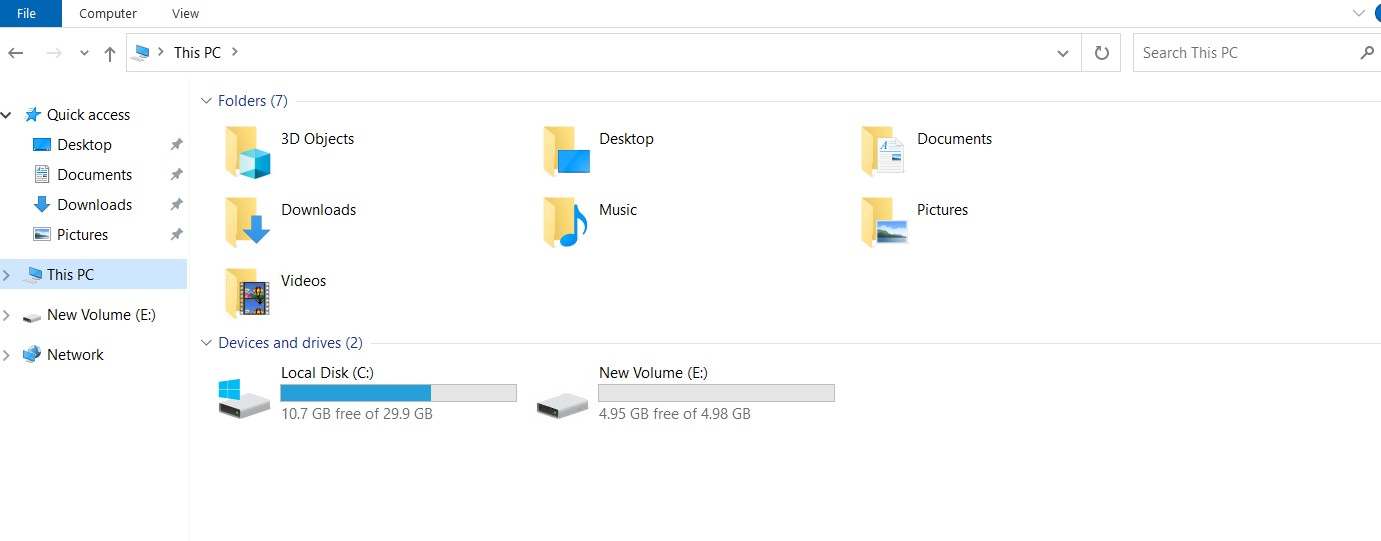 File Computer View
This PC
Search This PC
Quick access
Desktop
Documents
Downloads
Pictures
This PC
New Volume (E:)
Network
Folders (7)
3D Objects Desktop Documents
Downloads Music Pictures
Videos
Devices and drives (2)
Local Disk (C:) New Volume (E:)
10.7 GB free of 29.9 GB 4.95 GB free of 4.98 GB